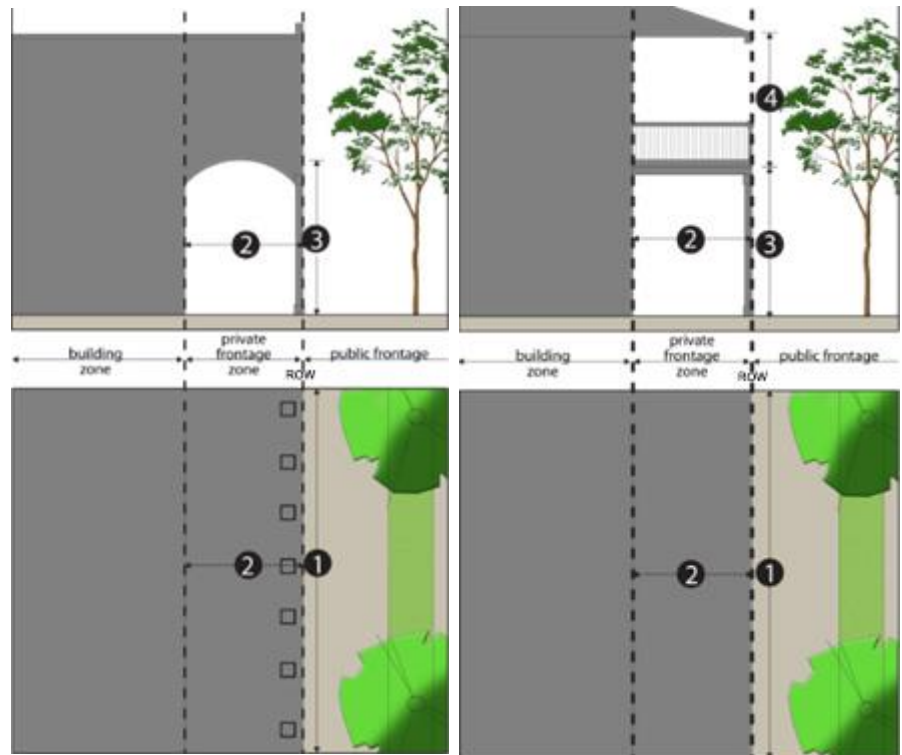 2
3
building
zone
private
frontage
zone
public frontage
ROW
2
1
4
2
3
building
zone
private
frontage
zone
public frontage
ROW
2
1